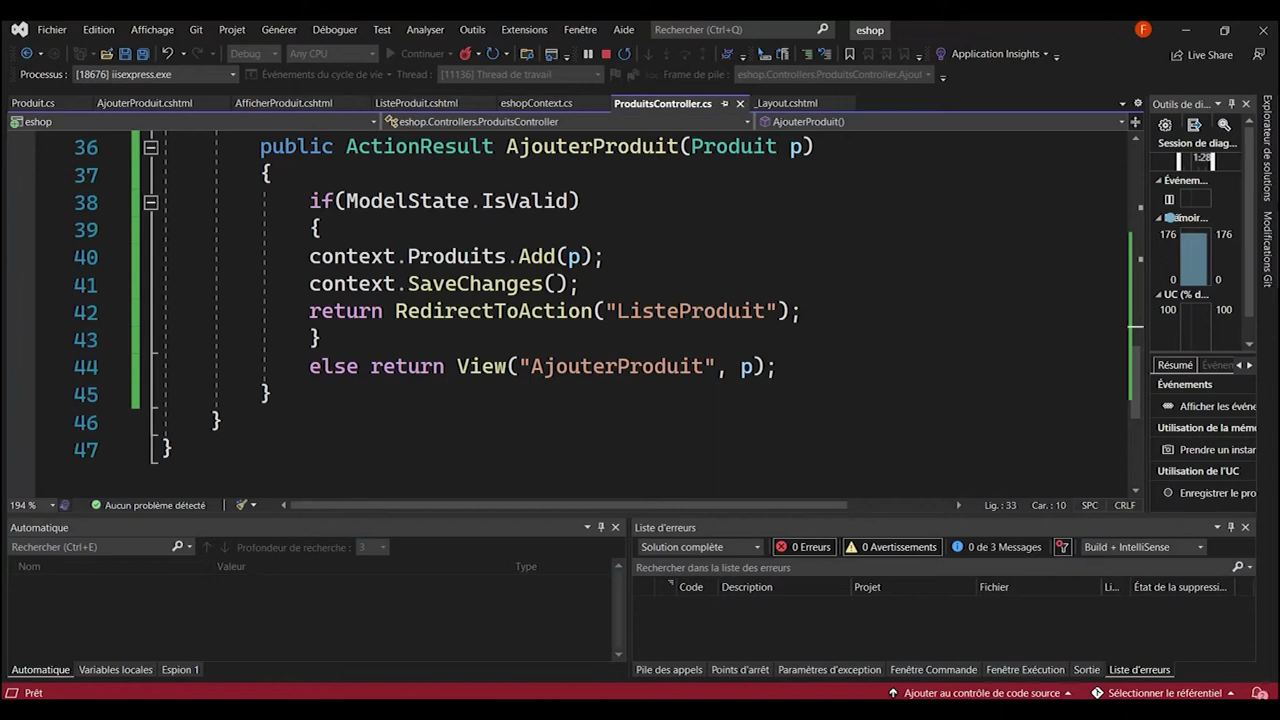 Fichier Edition Affichage Git Projet Générer Déboguer Test Analyser Outils Extensions Fenêtre Aide Rechercher (Ctrl+Q) eshop F
Debug Any CPU Continuer Application Insights Live Share
Processus : [18676] iisexpress.exe Événements du cycle de vie Thread : [11136] Thread de travail Frame de pile : eshop.Controllers.ProduitsController.Ajout
Produit.cs AjouterProduit.cshtml AfficherProduit.cshtml ListeProduit.cshtml eshopContext.cs ProduitsController.cs _Layout.cshtml
eshop eshop.Controllers.ProduitsController AjouterProduit()
36 public ActionResult AjouterProduit(Produit p)
37 {
38 if(ModelState.IsValid)
39 {
40 context.Produits.Add(p);
41 context.SaveChanges();
42 return RedirectToAction("ListeProduit");
43 }
44 else return View("AjouterProduit", p);
45 }
46 }
47 }
194 % Aucun problème détecté Lig. : 33 Car. : 10 SPC CRLF
Outils de di...
Session de diag...
1:28
Événem...
176 176
0 0
UC (% d...
100 100
Résumé Événem
Événements
Afficher les événe
Utilisation de la mémo
Prendre un instar
Utilisation de l'UC
Enregistrer le pro
Explorateur de solutions Modifications Git
Automatique
Rechercher (Ctrl+E) Profondeur de recherche : 3
Nom Valeur Type
Automatique Variables locales Espion 1
Liste d'erreurs
Solution complète 0 Erreurs 0 Avertissements 0 de 3 Messages Build + IntelliSense
Rechercher dans la liste des erreurs
Code Description Projet Fichier Li... État de la suppressi...
Pile des appels Points d'arrêt Paramètres d'exception Fenêtre Commande Fenêtre Exécution Sortie Liste d'erreurs
Prêt Ajouter au contrôle de code source Sélectionner le référentiel